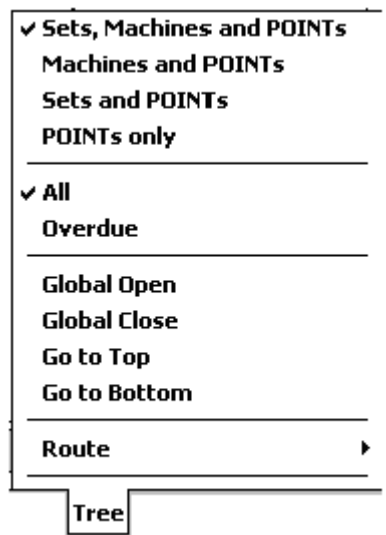 Sets, Machines and POINTs
Machines and POINTs
Sets and POINTs
POINTs only
All
Overdue
Global Open
Global Close
Go to Top
Go to Bottom
Route
Tree